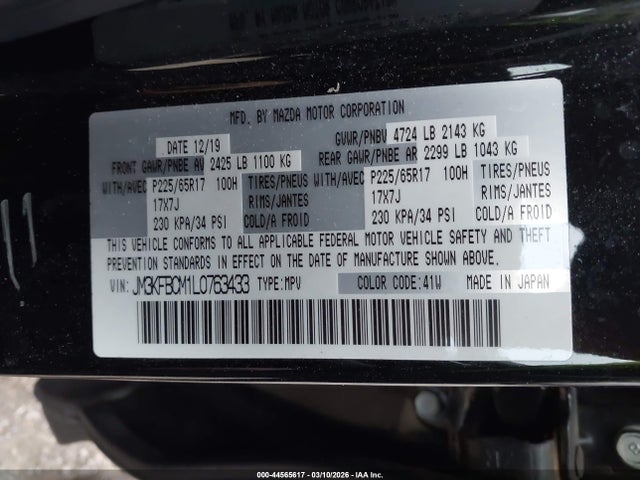 MFD. BY MAZDA MOTOR CORPORATION
DATE 12/19 GVWR/PNBV 4724 LB 2143 KG
FRONT GAWR/PNBE AV 2425 LB 1100 KG REAR GAWR/PNBE AR 2299 LB 1043 KG
WITH/AVEC P225/65R17 100H TIRES/PNEUS WITH/AVEC P225/65R17 100H TIRES/PNEUS
17X7J RIMS/JANTES 17X7J RIMS/JANTES
230 KPA/34 PSI COLD/A FROID 230 KPA/34 PSI COLD/A FROID
THIS VEHICLE CONFORMS TO ALL APPLICABLE FEDERAL MOTOR VEHICLE SAFETY AND THEFT
PREVENTION STANDARDS IN EFFECT ON THE DATE OF MANUFACTURE SHOWN ABOVE.
VIN: JM3KFBCM1L0763433 TYPE:MPV COLOR CODE:41W MADE IN JAPAN
000-44565617 - 03/10/2026 - IAA Inc.